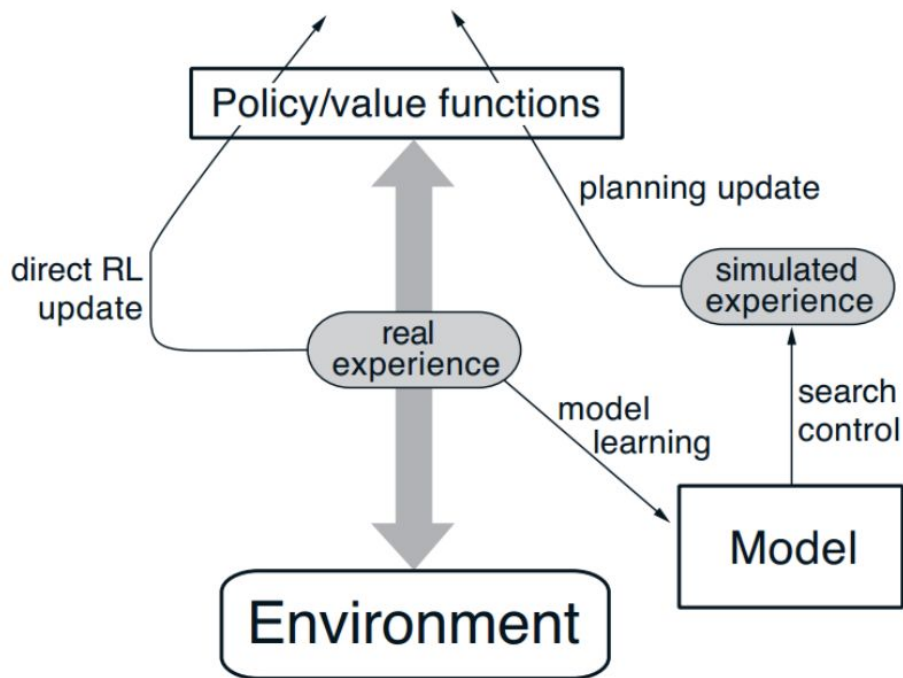 Policy/value functions
planning update
direct RL
update
simulated
experience
real
experience
model
learning
search
control
Model
Environment